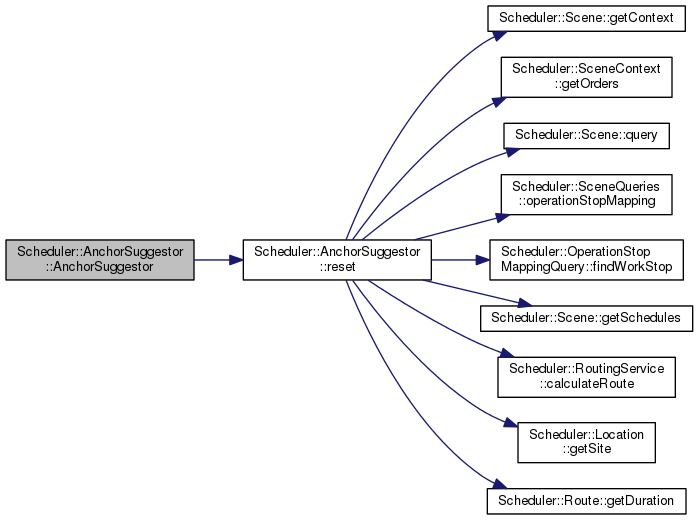 Scheduler::Scene::getContext
Scheduler::SceneContext
::getOrders
Scheduler::Scene::query
Scheduler::SceneQueries
::operationStopMapping
Scheduler::AnchorSuggestor
::AnchorSuggestor
Scheduler::AnchorSuggestor
::reset
Scheduler::OperationStop
MappingQuery::findWorkStop
Scheduler::Scene::getSchedules
Scheduler::RoutingService
::calculateRoute
Scheduler::Location
::getSite
Scheduler::Route::getDuration